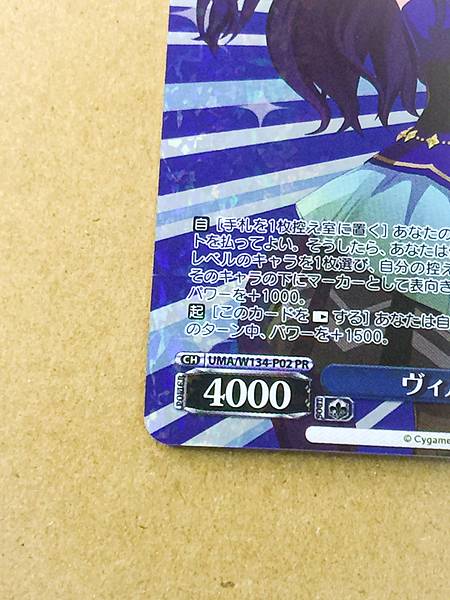 自 [手札を1枚控え室に置く] あなたの
トを払ってよい。そうしたら、あなたは
レベルのキャラを1枚選び、自分の控え
そのキャラの下にマーカーとして表向き
パワーを+1000。
起 [このカードを する] あなたは自
のターン中、パワーを+1500。
CH UMA/W134-P02 PR
POWER 4000 SOUL
ヴィ
© Cygame